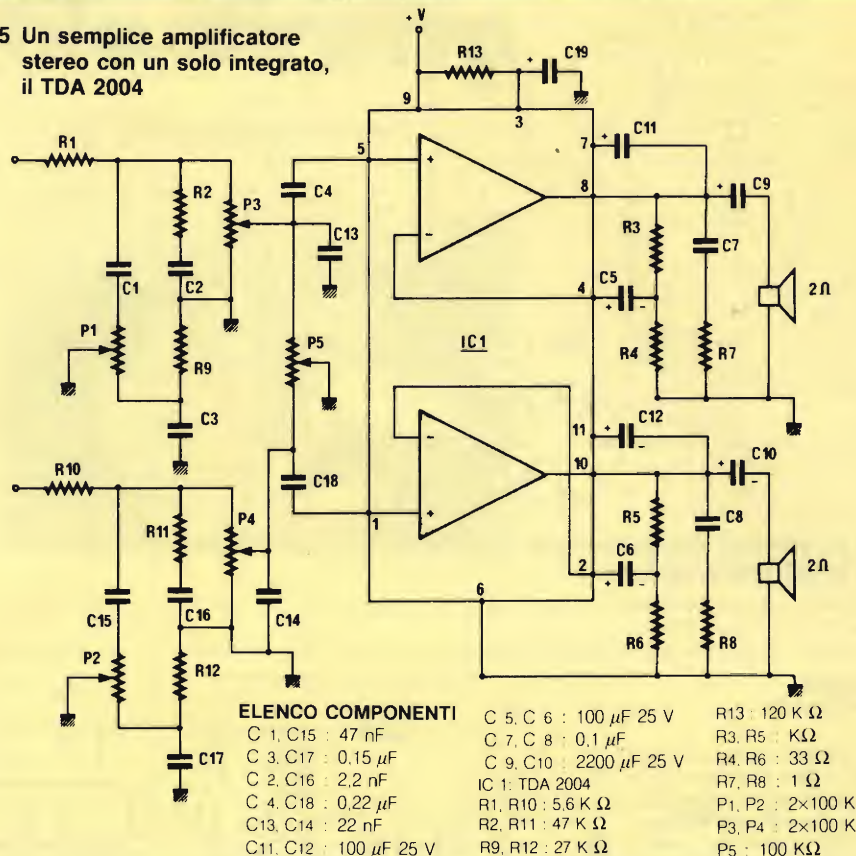 5 Un semplice amplificatore
stereo con un solo integrato,
il TDA 2004
+ V
R13
+
C19
9
3
R1
R2
P3
C1
C2
P1
R9
C3
5
C4
C13
P5
C18
1
+
-
IC1
-
+
7
+
C11
8
R3
+
C9
C7
2Ω
4
C5
+
-
R4
R7
11
+
C12
-
10
R5
+
C10
-
C8
2Ω
2
C6
+
-
R6
R8
6
R10
R11
P4
C15
C16
C14
P2
R12
C17
ELENCO COMPONENTI
C 1, C15 : 47 nF
C 3, C17 : 0,15 µF
C 2, C16 : 2,2 nF
C 4, C18 : 0,22 µF
C13, C14 : 22 nF
C11, C12 : 100 µF 25 V
C 5, C 6 : 100 µF 25 V
C 7, C 8 : 0,1 µF
C 9, C10 : 2200 µF 25 V
IC 1: TDA 2004
R1, R10 : 5,6 K Ω
R2, R11 : 47 K Ω
R9, R12 : 27 K Ω
R13 : 120 K Ω
R3, R5 : KΩ
R4, R6 : 33 Ω
R7, R8 : 1 Ω
P1, P2 : 2×100 K
P3, P4 : 2×100 K
P5 : 100 KΩ